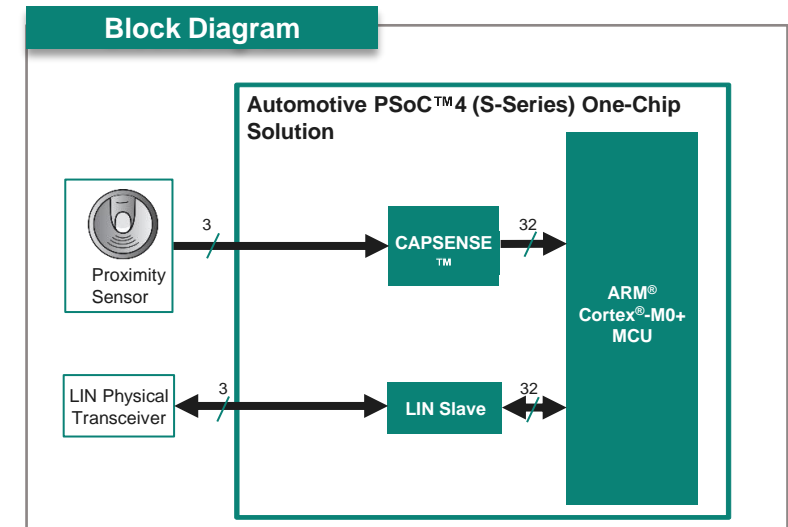 Block Diagram
Automotive PSoC™4 (S-Series) One-Chip
Solution
3
CAPSENSE
™
32
Proximity
Sensor
ARM®
Cortex®-M0+
MCU
LIN Physical
Transceiver
3
LIN Slave
32